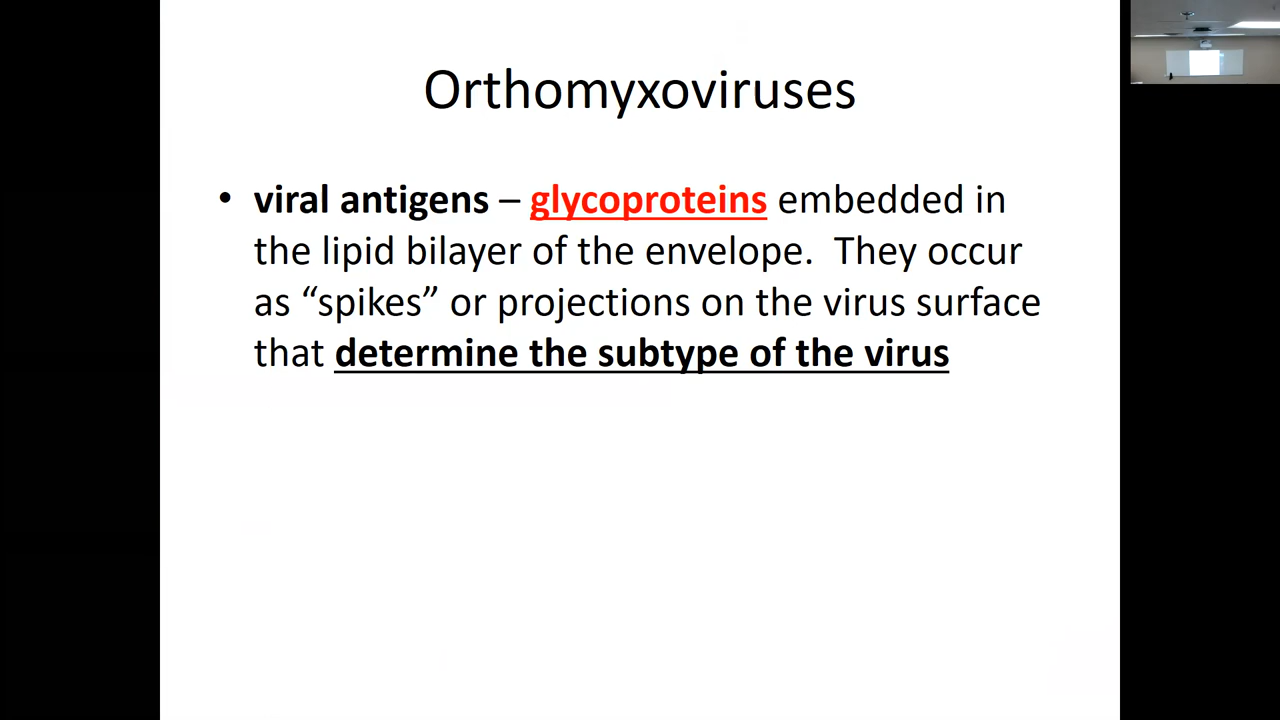 Orthomyxoviruses
• viral antigens – glycoproteins embedded in
the lipid bilayer of the envelope.  They occur
as “spikes” or projections on the virus surface
that determine the subtype of the virus